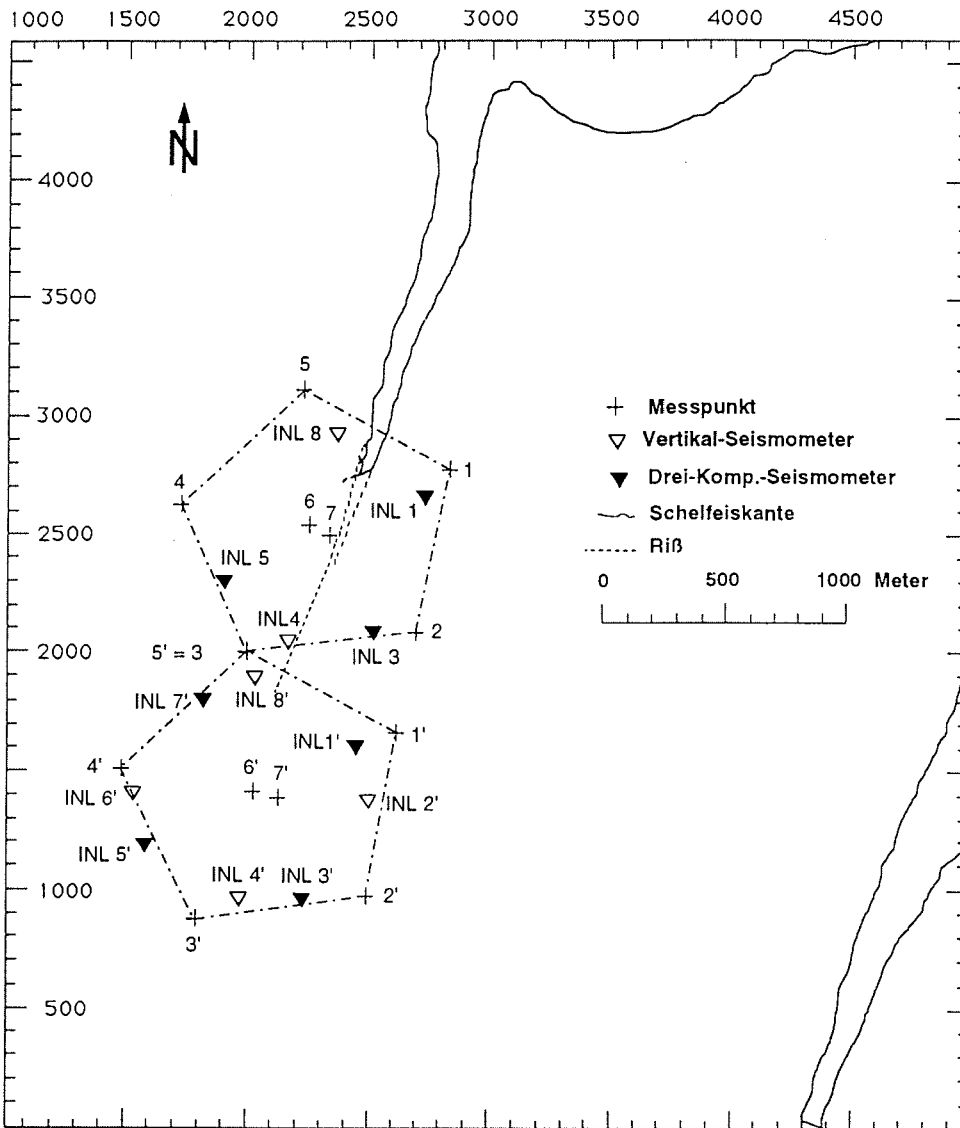 1000 1500 2000 2500 3000 3500 4000 4500
N
4000
3500
3000
2500
2000
1000
500
5
INL 8
1
4
INL 1
6
7
INL 5
INL4
2
5' = 3
INL 3
INL 7'
INL 8'
1'
INL1'
4'
6'
7'
INL 6'
INL 2'
INL 5'
INL 4'
INL 3'
2'
3'
Messpunkt
Vertikal-Seismometer
Drei-Komp.-Seismometer
Schelfeiskante
Riß
0 500 1000 Meter